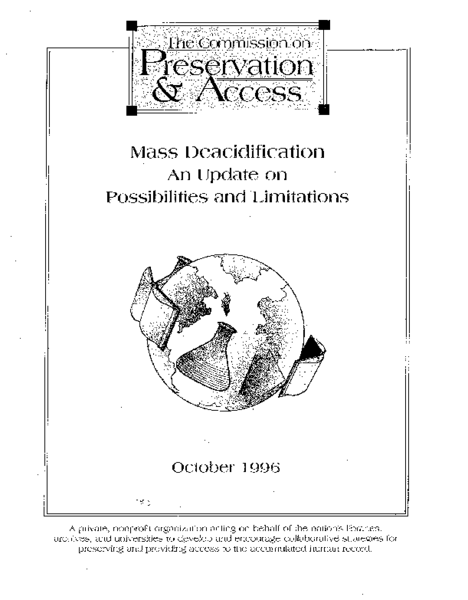 The Commission on
Preservation
& Access
Mass Deacidification
An Update on
Possibilities and Limitations
October 1996
A private, nonprofit organization acting on behalf of the nation's libraries,
archives, and universities to develop and encourage collaborative strategies for
preserving and providing access to the accumulated human record.